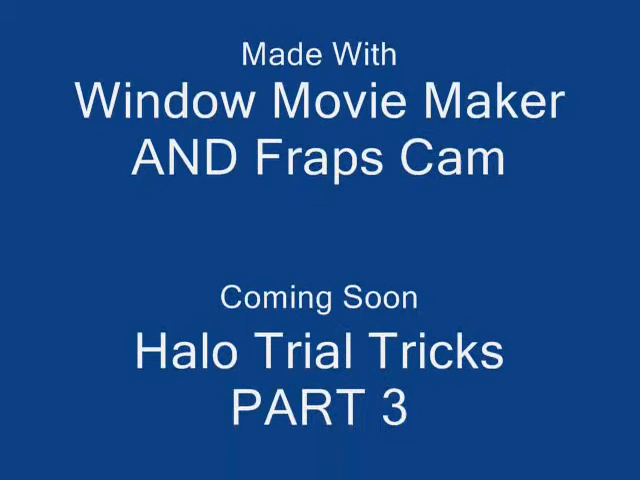 Made With
Window Movie Maker
AND Fraps Cam
Coming Soon
Halo Trial Tricks
PART 3